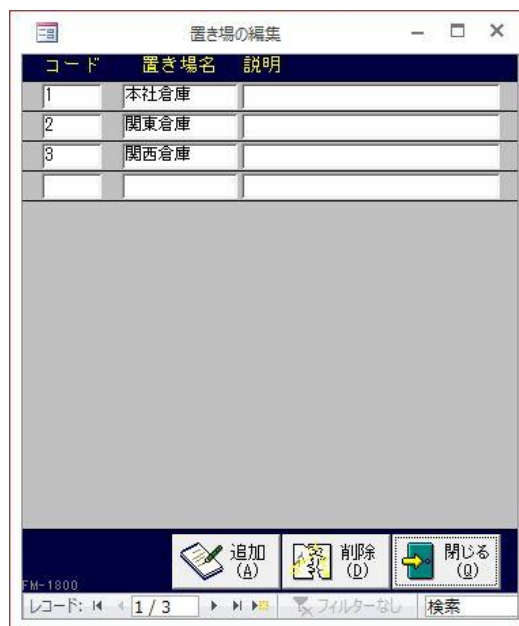 置き場の編集
コード 置き場名 説明
1 本社倉庫
2 関東倉庫
3 関西倉庫
追加 削除 閉じる
(A) (D) (Q)
FM-1800
レコード: 1 / 3 フィルターなし 検索